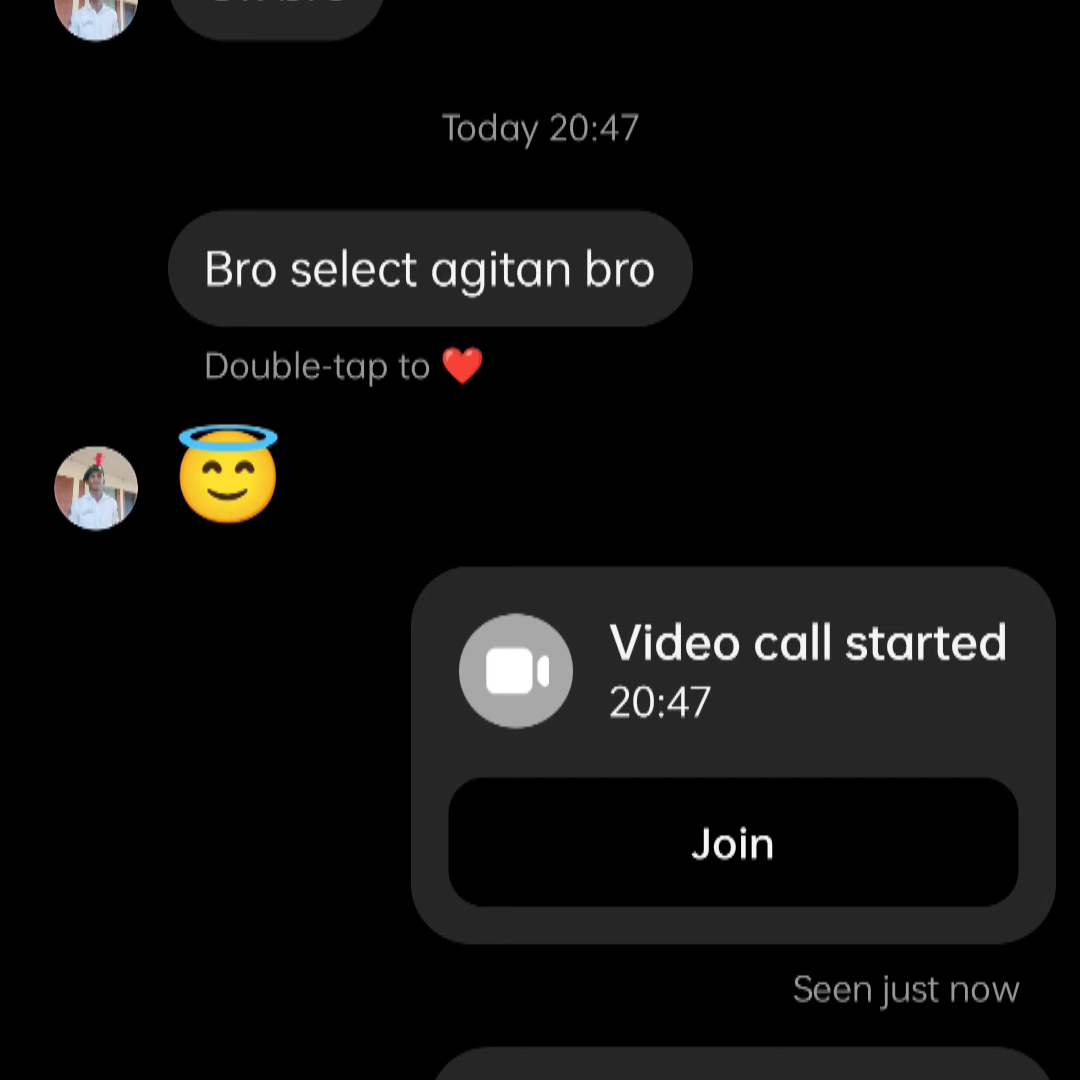 Today 20:47
Bro select agitan bro
Double-tap to ❤️
😇
Video call started
20:47
Join
Seen just now